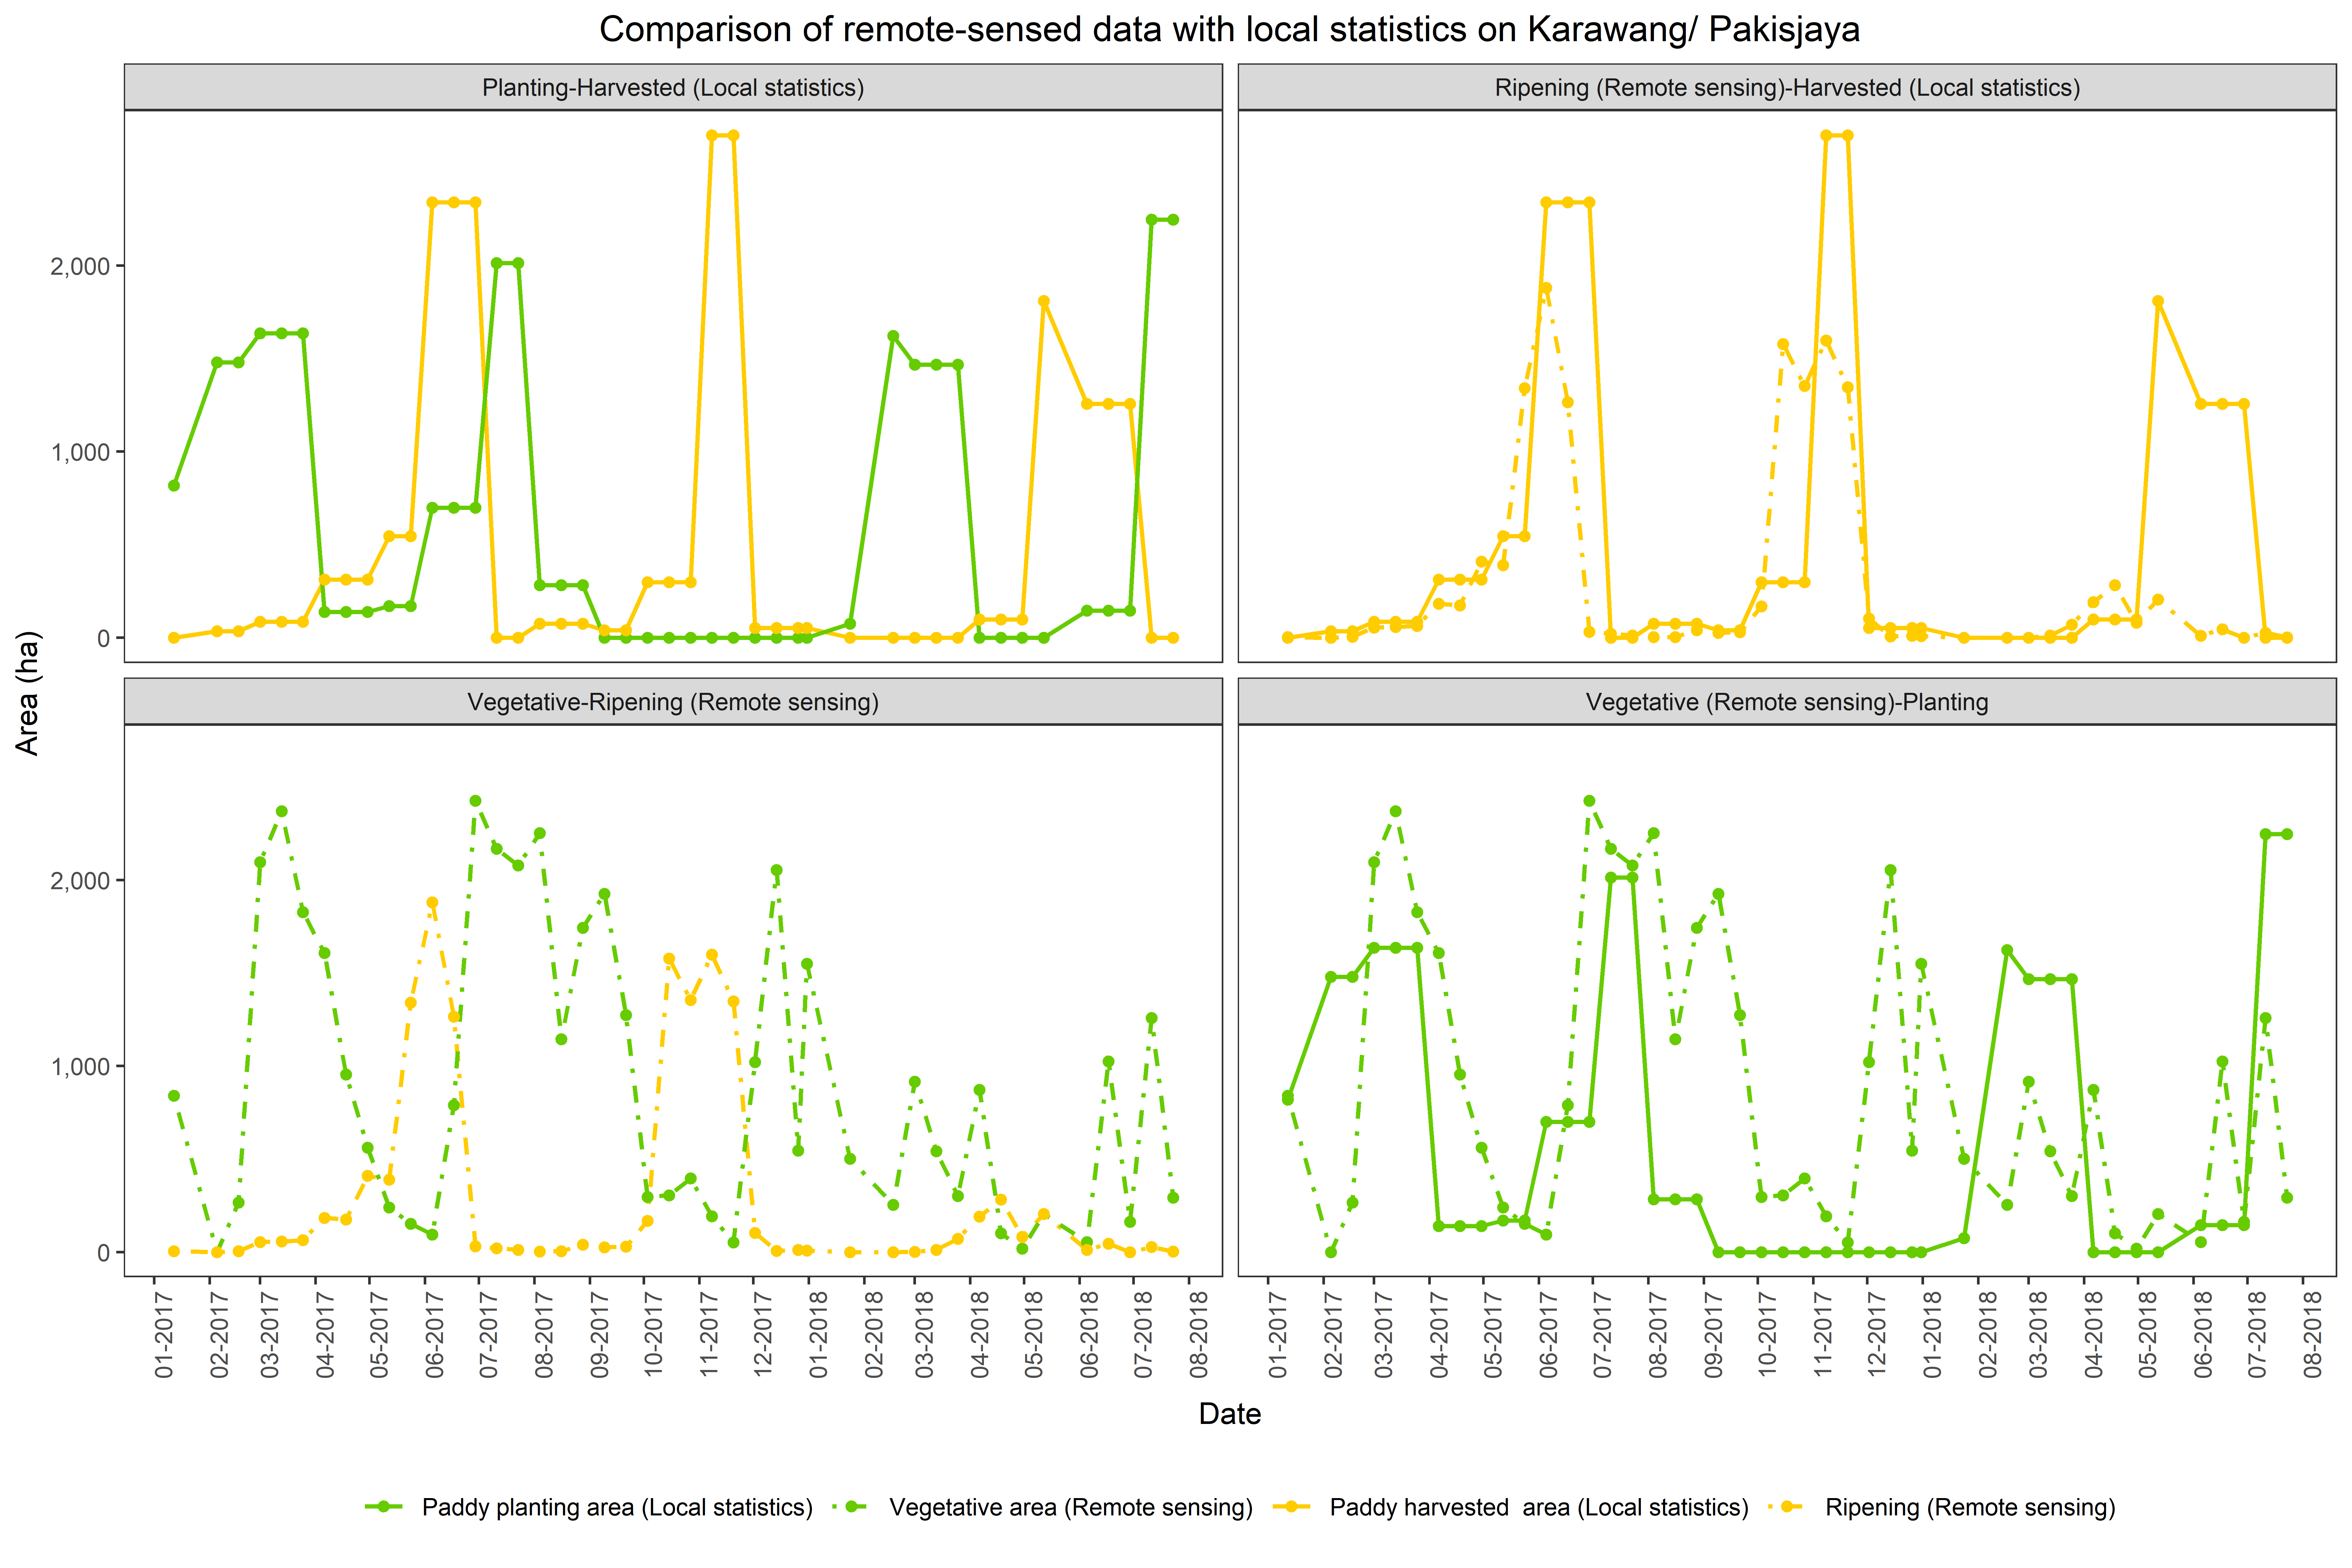 Comparison of remote-sensed data with local statistics on Karawang/ Pakisjaya
Planting-Harvested (Local statistics)
Ripening (Remote sensing)-Harvested (Local statistics)
2,000
1,000
0
Area (ha)
Vegetative-Ripening (Remote sensing)
Vegetative (Remote sensing)-Planting
2,000
1,000
0
01-2017 02-2017 03-2017 04-2017 05-2017 06-2017 07-2017 08-2017 09-2017 10-2017 11-2017 12-2017 01-2018 02-2018 03-2018 04-2018 05-2018 06-2018 07-2018 08-2018
01-2017 02-2017 03-2017 04-2017 05-2017 06-2017 07-2017 08-2017 09-2017 10-2017 11-2017 12-2017 01-2018 02-2018 03-2018 04-2018 05-2018 06-2018 07-2018 08-2018
Date
Paddy planting area (Local statistics) Vegetative area (Remote sensing) Paddy harvested  area (Local statistics) Ripening (Remote sensing)